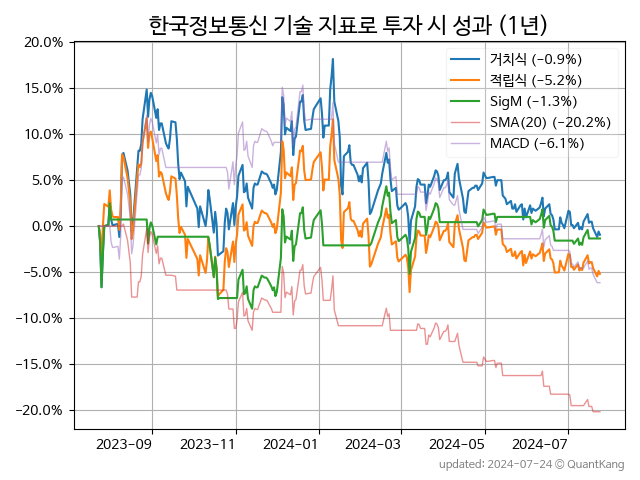 한국정보통신 기술 지표로 투자 시 성과 (1년)
20.0%
15.0%
10.0%
5.0%
0.0%
-5.0%
-10.0%
-15.0%
-20.0%
거치식 (-0.9%)
적립식 (-5.2%)
SigM (-1.3%)
SMA(20) (-20.2%)
MACD (-6.1%)
2023-09 2023-11 2024-01 2024-03 2024-05 2024-07
updated: 2024-07-24 © QuantKang